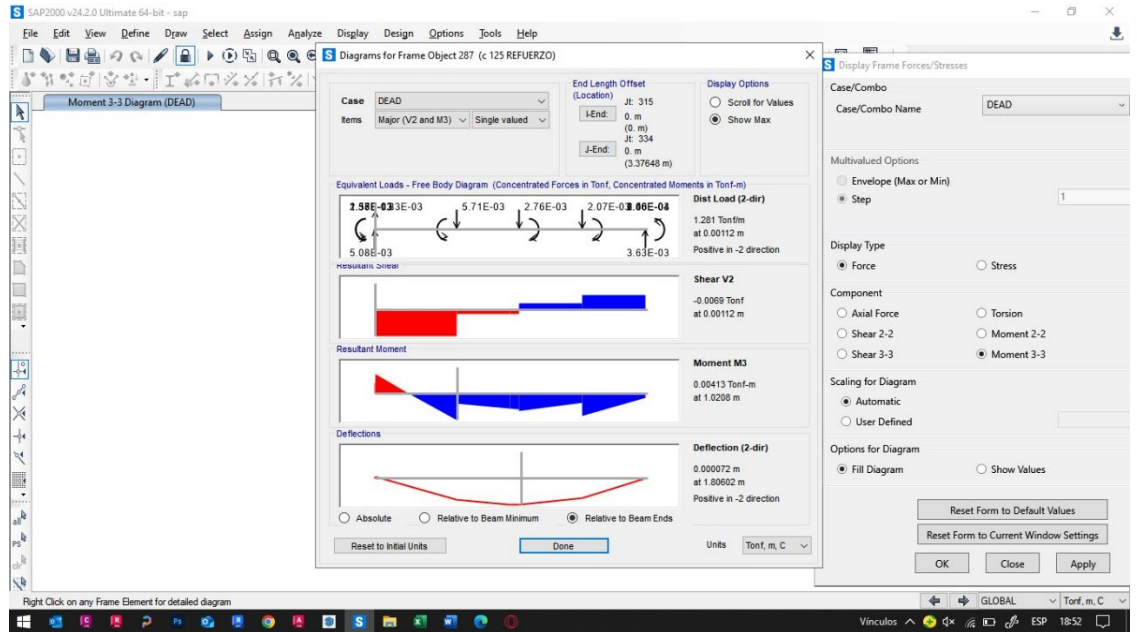 SAP2000 v24.2.0 Ultimate 64-bit - sap
File Edit View Define Draw Select Assign Analyze Display Design Options Tools Help
Moment 3-3 Diagram (DEAD)
Diagrams for Frame Object 287 (c 125 REFUERZO)
Case DEAD
Items Major (V2 and M3) Single valued
End Length Offset
(Location)
I-End: Jt: 315
0. m
(0. m)
J-End: Jt: 334
0. m
(3.37648 m)
Display Options
Scroll for Values
Show Max
Equivalent Loads - Free Body Diagram (Concentrated Forces in Tonf, Concentrated Moments in Tonf-m)
5.71E-03 2.76E-03
5.08E-03 3.63E-03
Dist Load (2-dir)
1.281 Tonf/m
at 0.00112 m
Positive in -2 direction
Resultant Shear
Shear V2
-0.0069 Tonf
at 0.00112 m
Resultant Moment
Moment M3
0.00413 Tonf-m
at 1.0208 m
Deflections
Deflection (2-dir)
0.000072 m
at 1.80602 m
Positive in -2 direction
Absolute Relative to Beam Minimum Relative to Beam Ends
Reset to Initial Units Done Units Tonf, m, C
Display Frame Forces/Stresses
Case/Combo
Case/Combo Name DEAD
Multivalued Options
Envelope (Max or Min)
Step 1
Display Type
Force Stress
Component
Axial Force Torsion
Shear 2-2 Moment 2-2
Shear 3-3 Moment 3-3
Scaling for Diagram
Automatic
User Defined
Options for Diagram
Fill Diagram Show Values
Reset Form to Default Values
Reset Form to Current Window Settings
OK Close Apply
Right Click on any Frame Element for detailed diagram
GLOBAL Tonf, m, C
Vínculos ESP 18:52